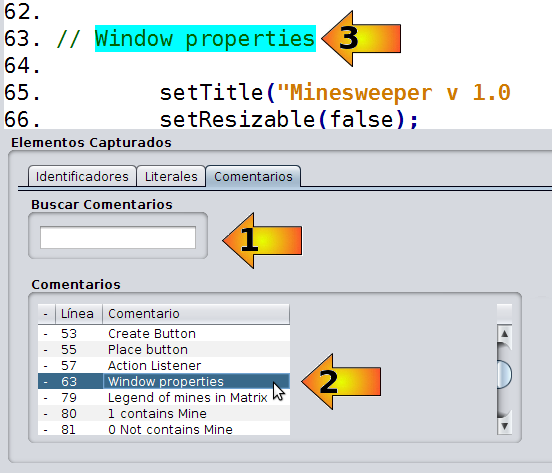 62.
63. // Window properties 3
64.
65. setTitle("Minesweeper v 1.0
66. setResizable(false);
Elementos Capturados
Identificadores Literales Comentarios
Buscar Comentarios
1
Comentarios
- Línea Comentario
- 53 Create Button
- 55 Place button
- 57 Action Listener
- 63 Window properties 2
- 79 Legend of mines in Matrix
- 80 1 contains Mine
- 81 0 Not contains Mine